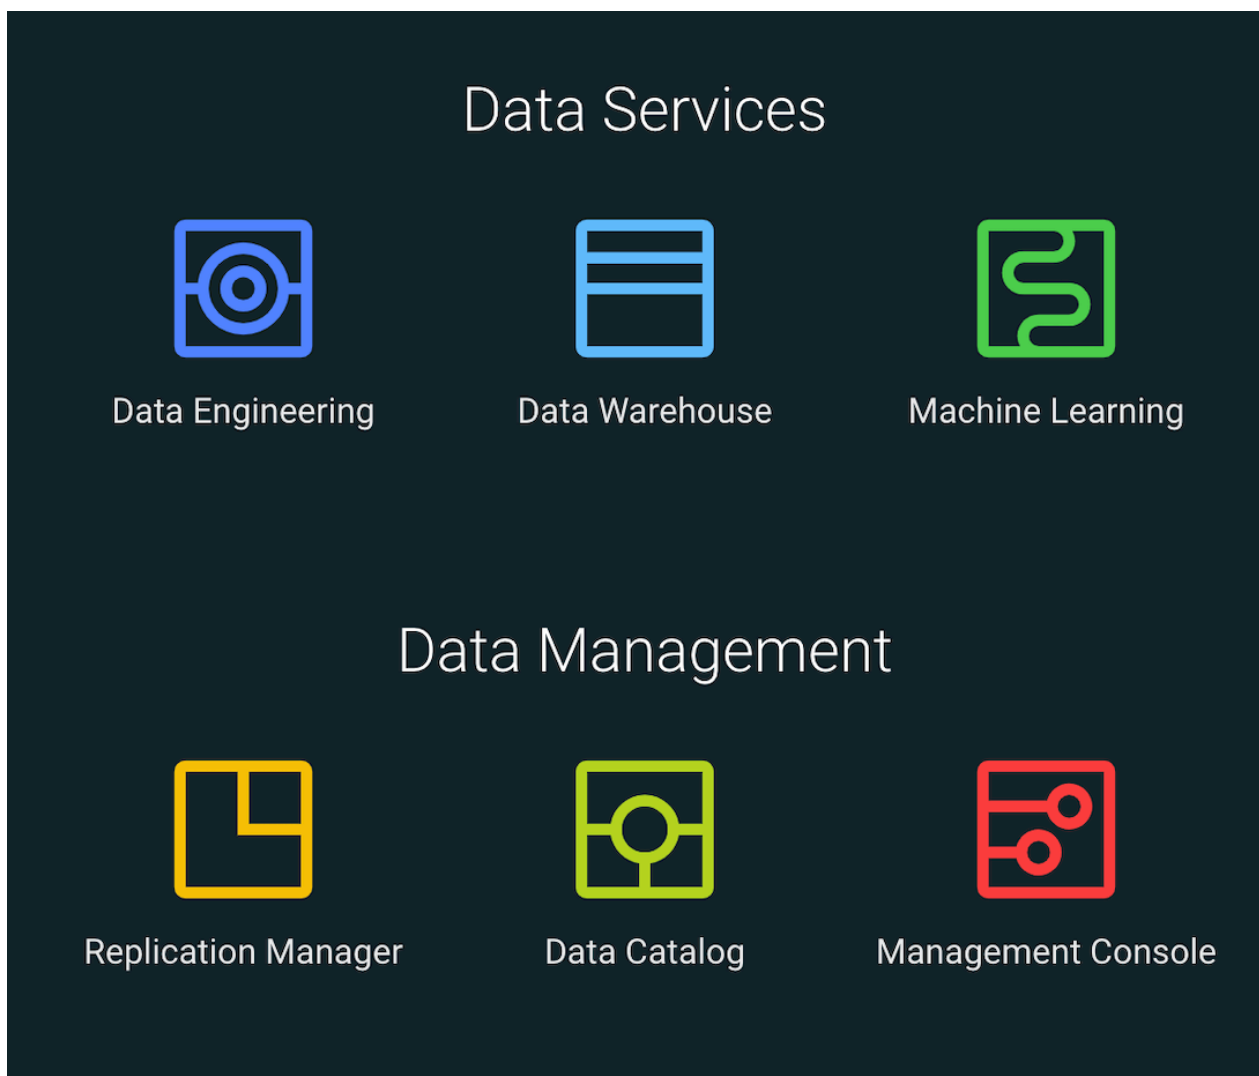 Data Services
Data Engineering
Data Warehouse
Machine Learning
Data Management
Replication Manager
Data Catalog
Management Console